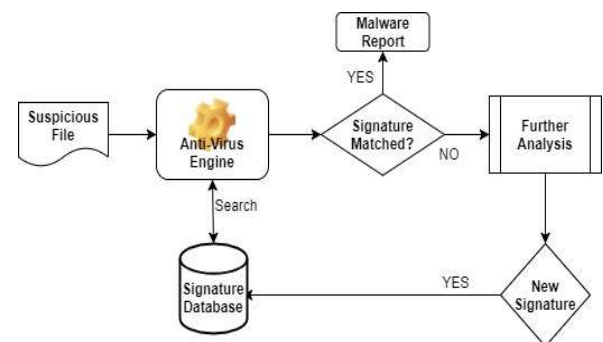 Malware
Report
YES
Suspicious
File
Anti-Virus
Engine
Signature
Matched?
NO
Further
Analysis
Search
Signature
Database
YES
New
Signature